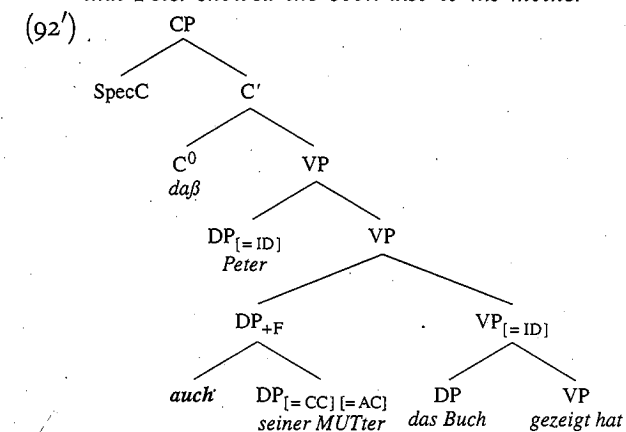 that Peter showed the book also to his mother
(92′) CP
SpecC C′
C⁰ VP
daß
DP[=ID] VP
Peter
DP+F VP[=ID]
auch DP[=CC] [=AC] DP VP
seiner MUTter das Buch gezeigt hat